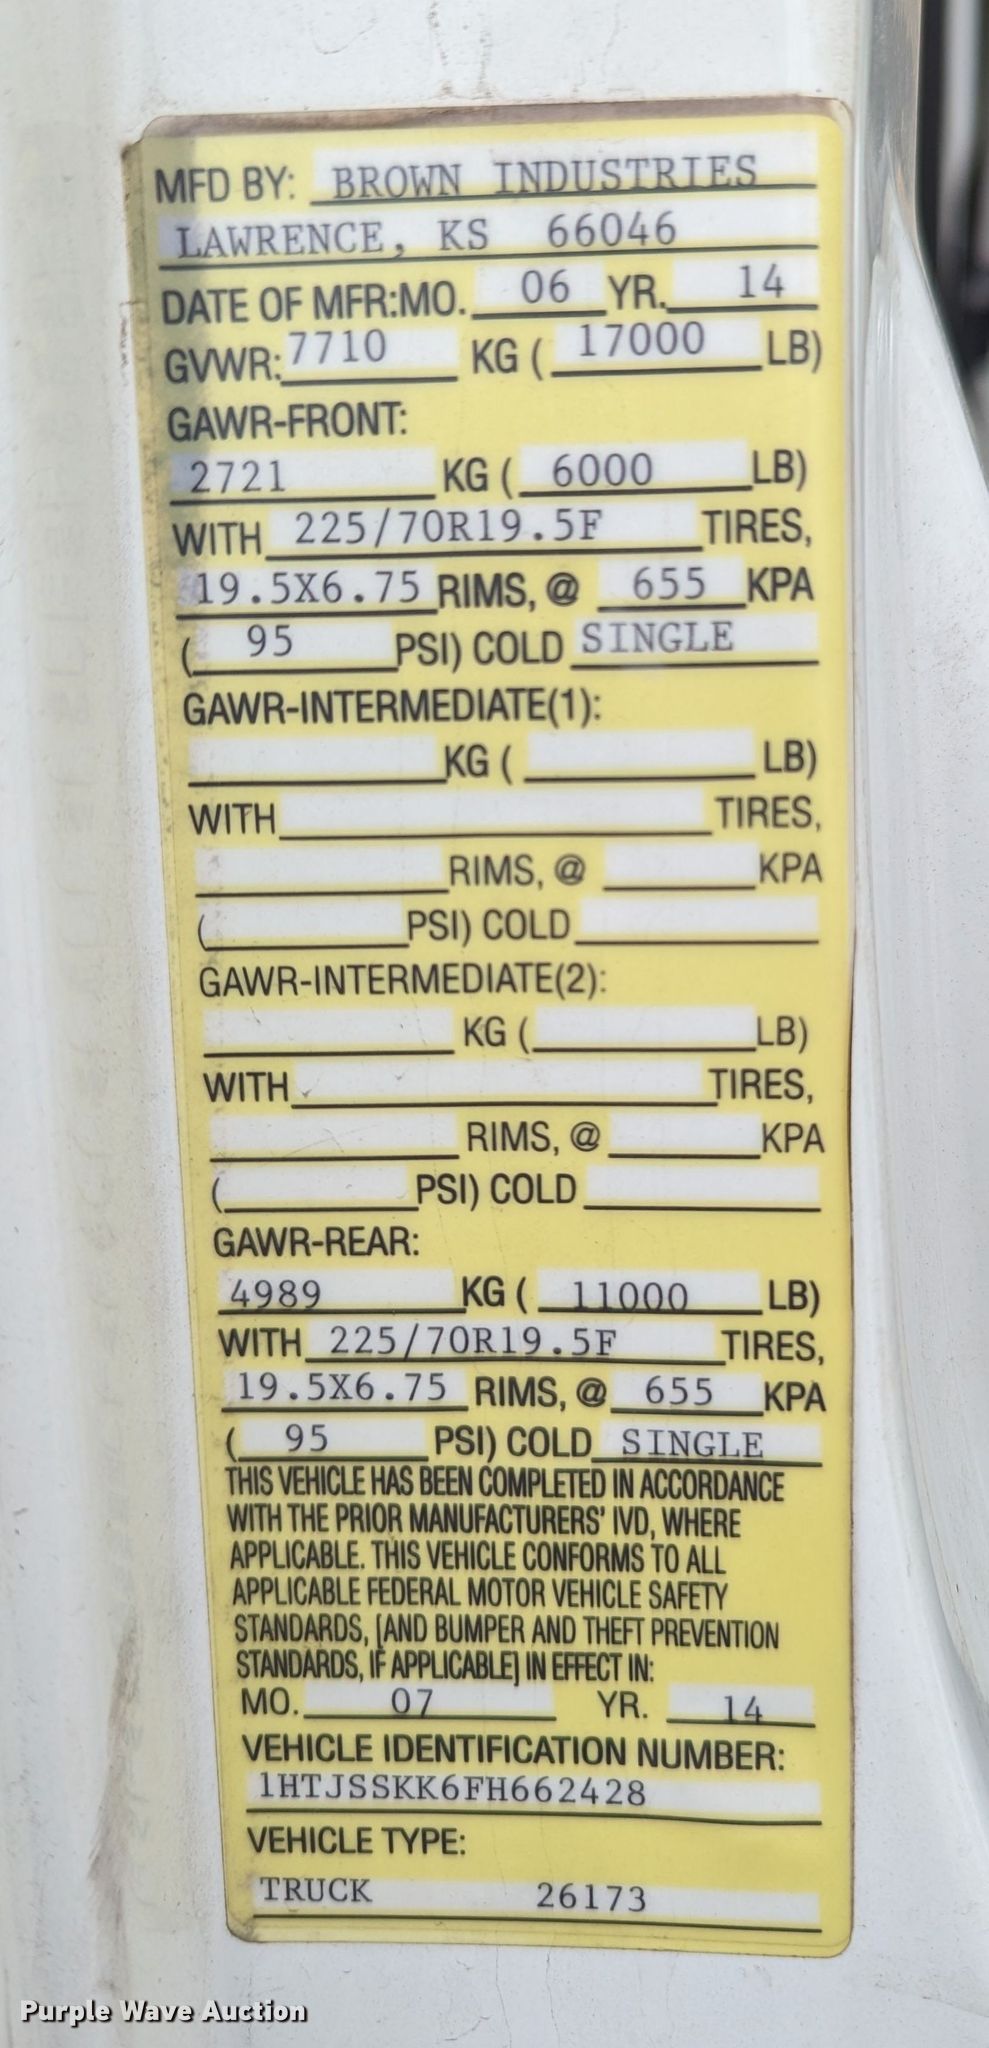 MFD BY: BROWN INDUSTRIES
LAWRENCE, KS 66046
DATE OF MFR:MO. 06 YR. 14
GVWR: 7710 KG ( 17000 LB)
GAWR-FRONT:
2721 KG ( 6000 LB)
WITH 225/70R19.5F TIRES,
19.5X6.75 RIMS, @ 655 KPA
( 95 PSI) COLD SINGLE
GAWR-INTERMEDIATE(1):
KG ( LB)
WITH TIRES,
RIMS, @ KPA
( PSI) COLD
GAWR-INTERMEDIATE(2):
KG ( LB)
WITH TIRES,
RIMS, @ KPA
( PSI) COLD
GAWR-REAR:
4989 KG ( 11000 LB)
WITH 225/70R19.5F TIRES,
19.5X6.75 RIMS, @ 655 KPA
( 95 PSI) COLD SINGLE
THIS VEHICLE HAS BEEN COMPLETED IN ACCORDANCE
WITH THE PRIOR MANUFACTURERS' IVD, WHERE
APPLICABLE. THIS VEHICLE CONFORMS TO ALL
APPLICABLE FEDERAL MOTOR VEHICLE SAFETY
STANDARDS, [AND BUMPER AND THEFT PREVENTION
STANDARDS, IF APPLICABLE] IN EFFECT IN:
MO. 07 YR. 14
VEHICLE IDENTIFICATION NUMBER:
1HTJSSKK6FH662428
VEHICLE TYPE:
TRUCK 26173
Purple Wave Auction